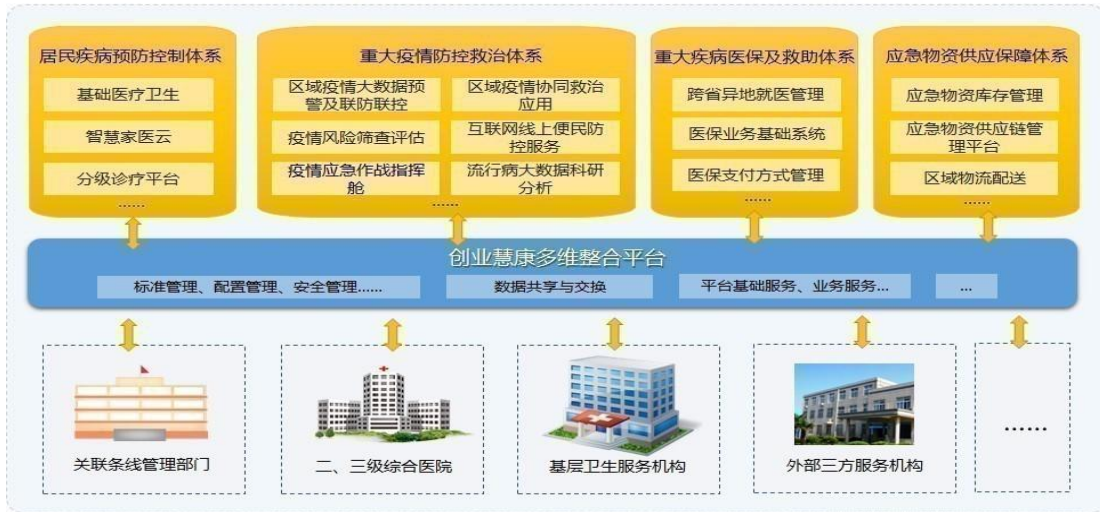 居民疾病预防控制体系
基础医疗卫生
智慧家医云
分级诊疗平台
......
重大疫情防控救治体系
区域疫情大数据预
警及联防联控
区域疫情协同救治
应用
疫情风险筛查评估
互联网线上便民防
控服务
疫情应急作战指挥
舱
流行病大数据科研
分析
......
重大疾病医保及救助体系
跨省异地就医管理
医保业务基础系统
医保支付方式管理
......
应急物资供应保障体系
应急物资库存管理
应急物资供应链管
理平台
区域物流配送
......
创业慧康多维整合平台
标准管理、配置管理、安全管理......
数据共享与交换
平台基础服务、业务服务...
...
关联条线管理部门
二、三级综合医院
基层卫生服务机构
外部三方服务机构
......